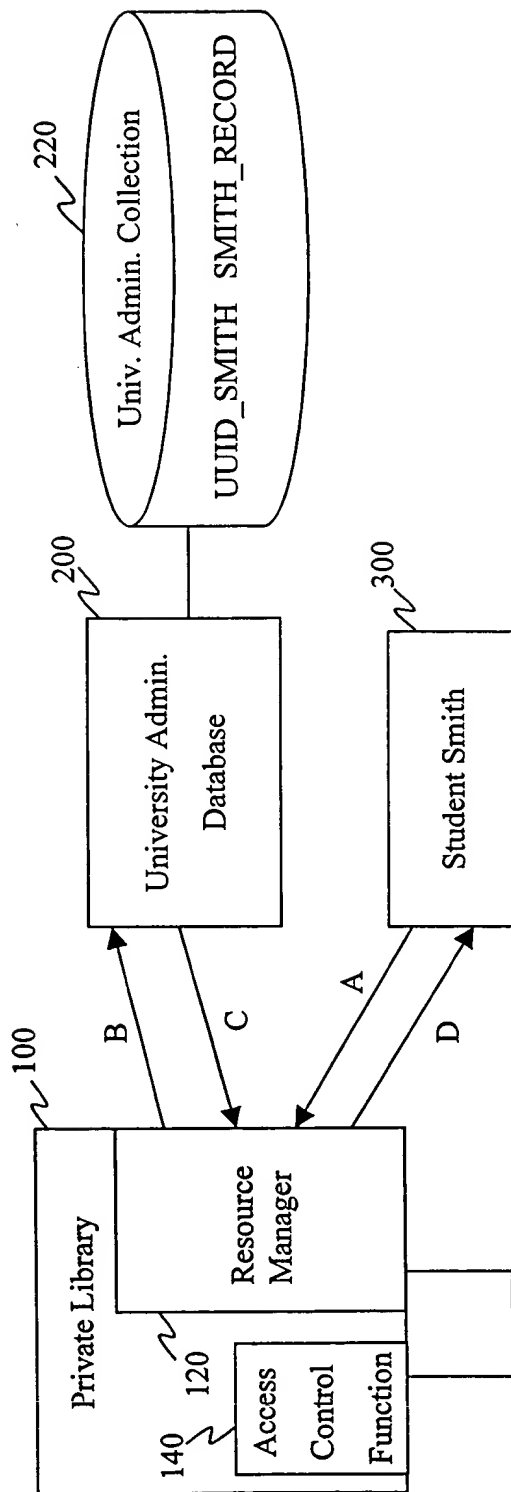 220
Univ. Admin. Collection
UUID_SMITH SMITH_RECORD
200
University Admin.
Database
300
Student Smith
B
C
A
D
100
Private Library
Resource
Manager
120
140
Access
Control
Function